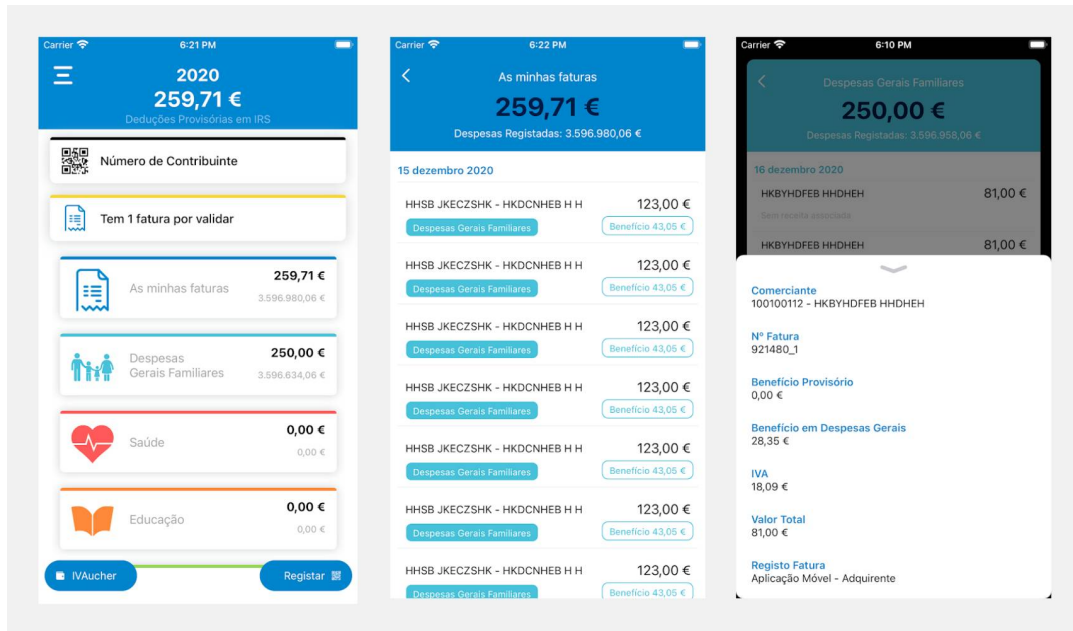 Carrier 6:21 PM
2020
259,71 €
Deduções Provisórias em IRS
Número de Contribuinte
Tem 1 fatura por validar
As minhas faturas 259,71 €
3.596.980,06 €
Despesas Gerais Familiares 250,00 €
3.596.634,06 €
Saúde 0,00 €
0,00 €
Educação 0,00 €
0,00 €
IVAucher Registar
Carrier 6:22 PM
As minhas faturas
259,71 €
Despesas Registadas: 3.596.980,06 €
15 dezembro 2020
HHSB JKECZSHK - HKDCNHEB H H 123,00 €
Despesas Gerais Familiares Benefício 43,05 €
HHSB JKECZSHK - HKDCNHEB H H 123,00 €
Despesas Gerais Familiares Benefício 43,05 €
HHSB JKECZSHK - HKDCNHEB H H 123,00 €
Despesas Gerais Familiares Benefício 43,05 €
HHSB JKECZSHK - HKDCNHEB H H 123,00 €
Despesas Gerais Familiares Benefício 43,05 €
HHSB JKECZSHK - HKDCNHEB H H 123,00 €
Despesas Gerais Familiares Benefício 43,05 €
HHSB JKECZSHK - HKDCNHEB H H 123,00 €
Despesas Gerais Familiares Benefício 43,05 €
HHSB JKECZSHK - HKDCNHEB H H 123,00 €
Despesas Gerais Familiares Benefício 43,05 €
Carrier 6:10 PM
Despesas Gerais Familiares
250,00 €
Despesas Registadas: 3.596.958,06 €
16 dezembro 2020
HKBYHDFEB HHDHEH 81,00 €
Sem receita associada
HKBYHDFEB HHDHEH 81,00 €
Comerciante
100100112 - HKBYHDFEB HHDHEH
Nº Fatura
921480_1
Benefício Provisório
0,00 €
Benefício em Despesas Gerais
28,35 €
IVA
18,09 €
Valor Total
81,00 €
Registo Fatura
Aplicação Móvel - Adquirente